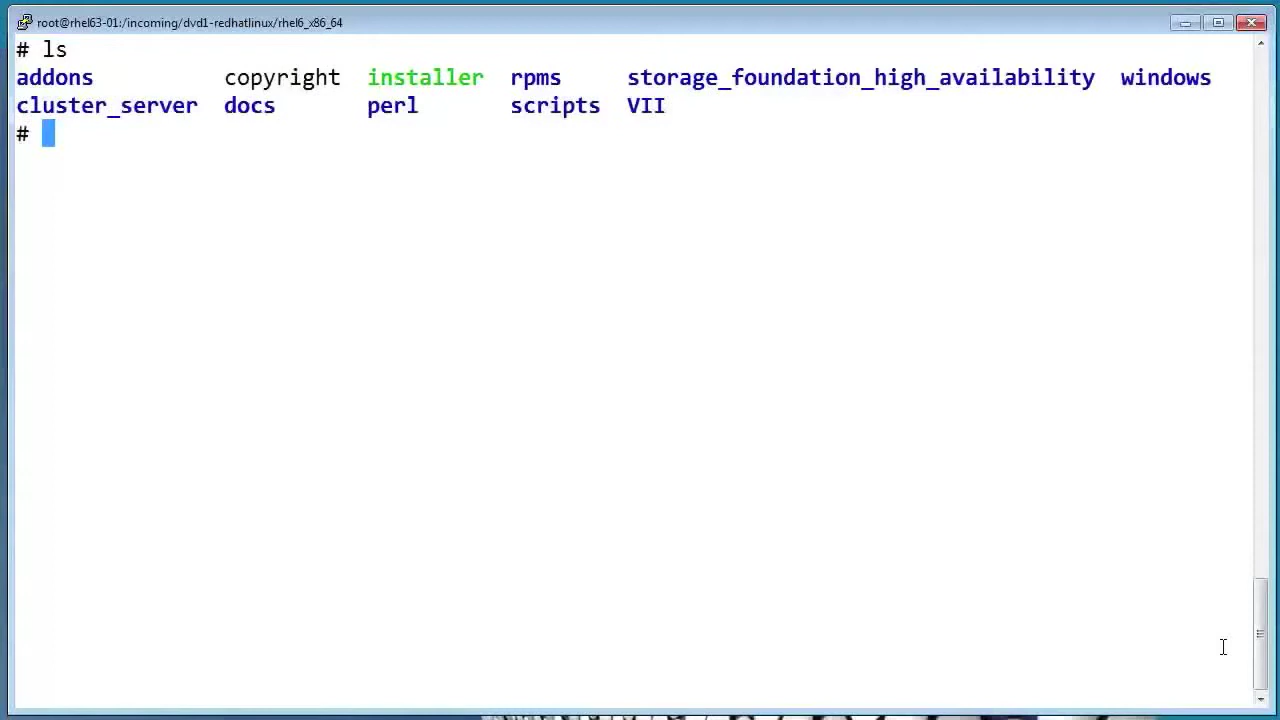 root@rhel63-01:/incoming/dvd1-redhatlinux/rhel6_x86_64
# ls
addons copyright installer rpms storage_foundation_high_availability windows
cluster_server docs perl scripts VII
#